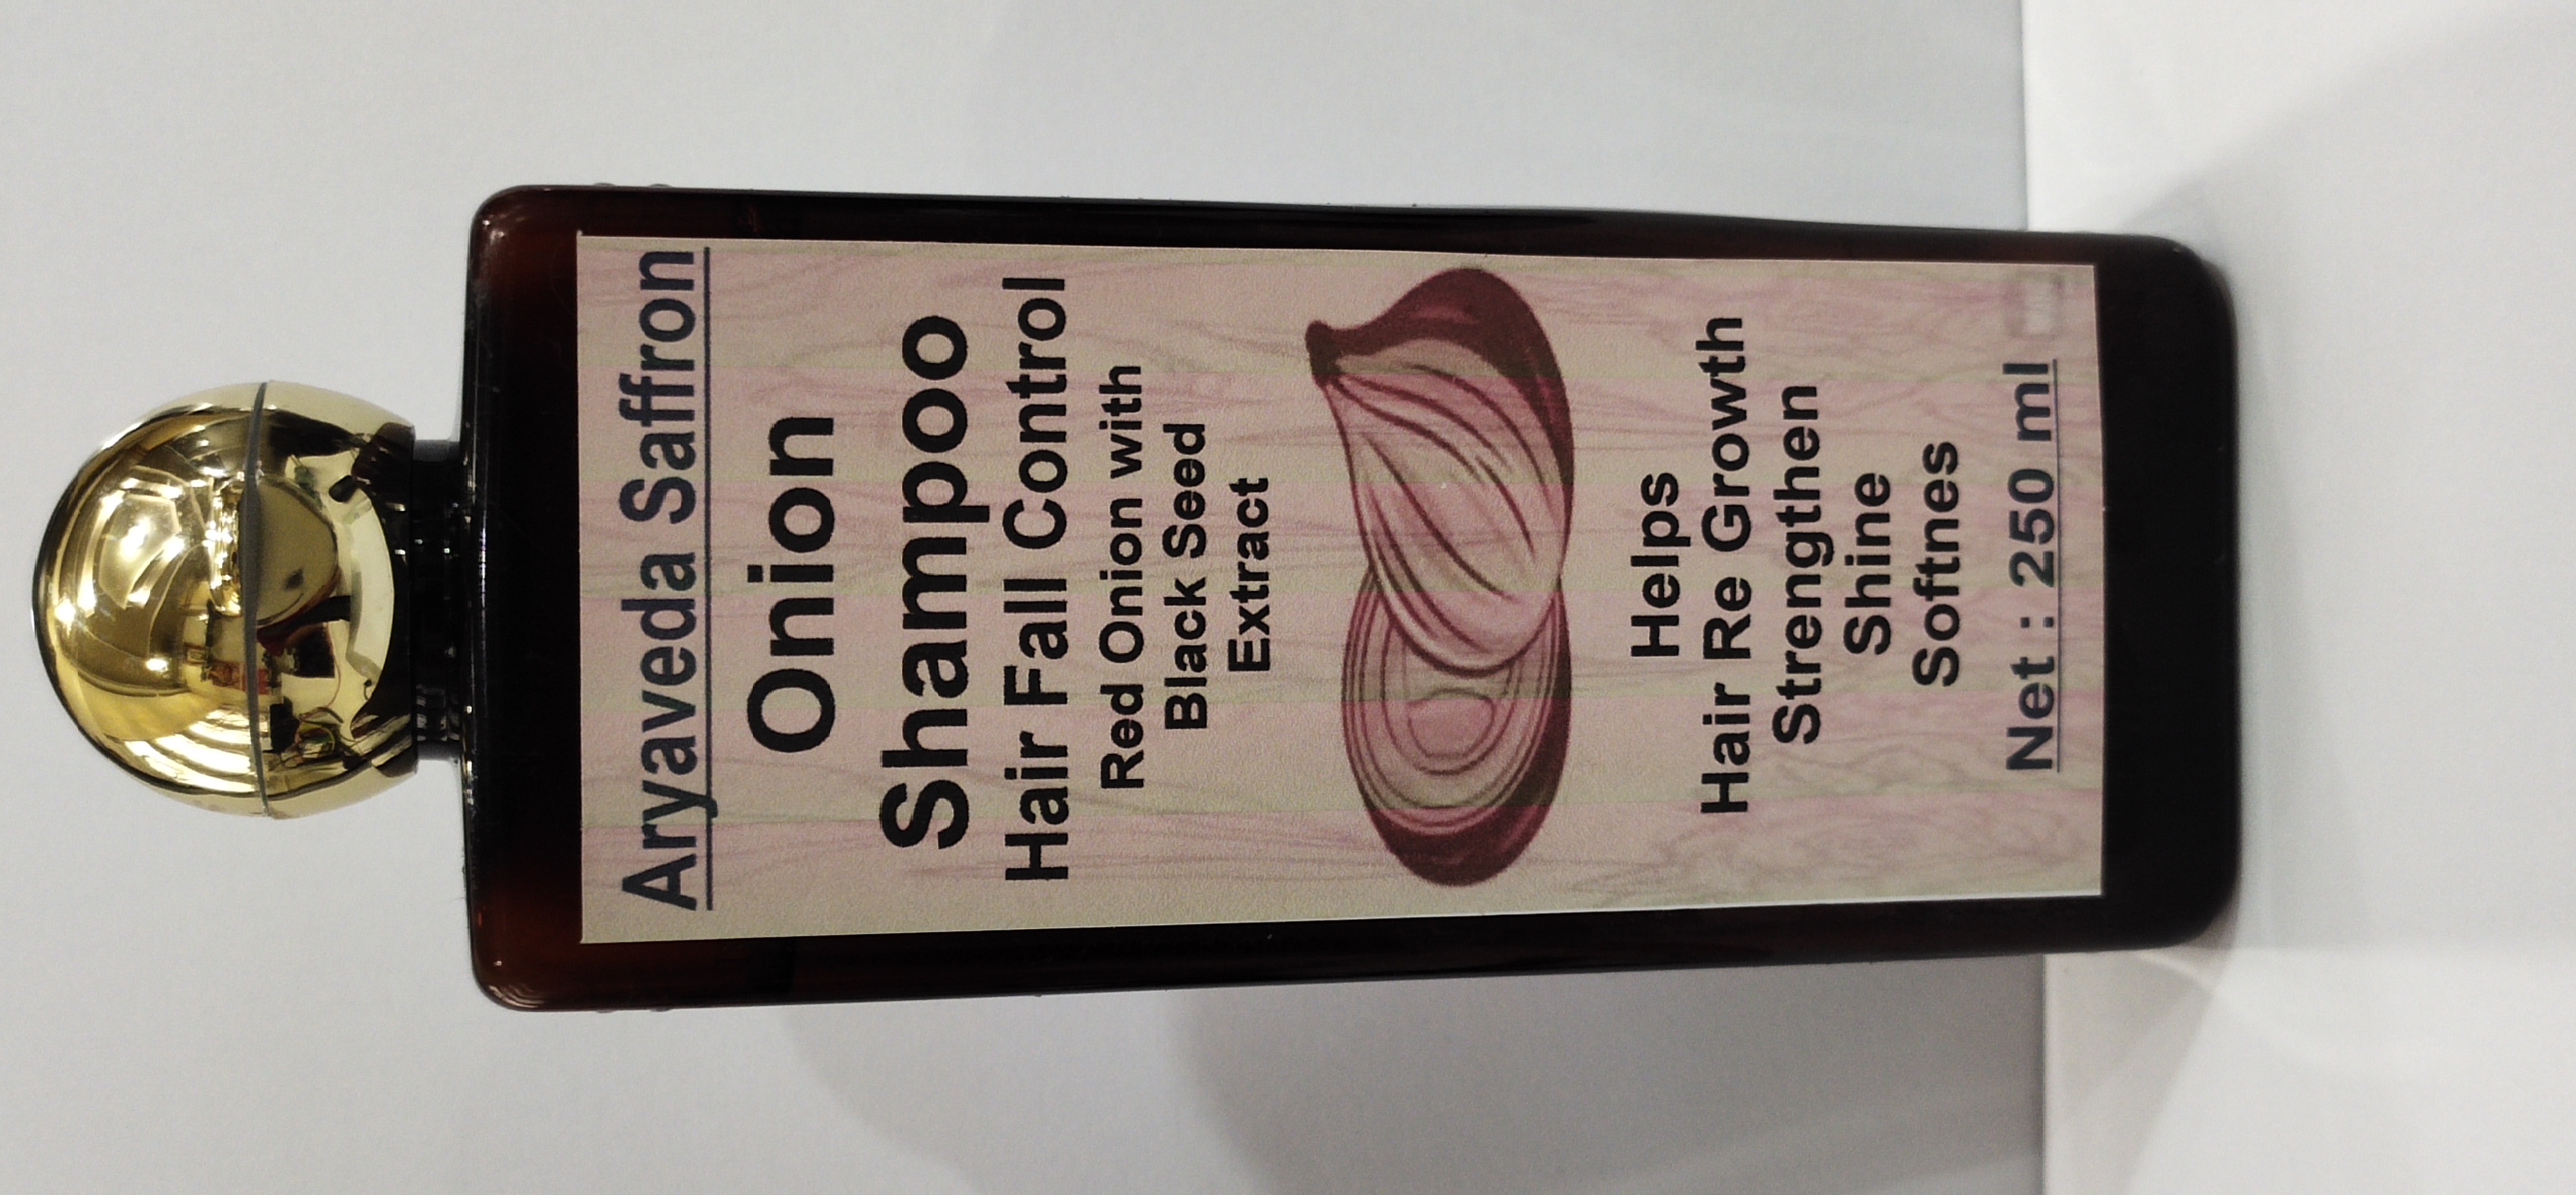 Aryaveda Saffron
Onion
Shampoo
Hair Fall Control
Red Onion with
Black Seed
Extract
Helps
Hair Re Growth
Strengthen
Shine
Softnes
Net : 250 ml